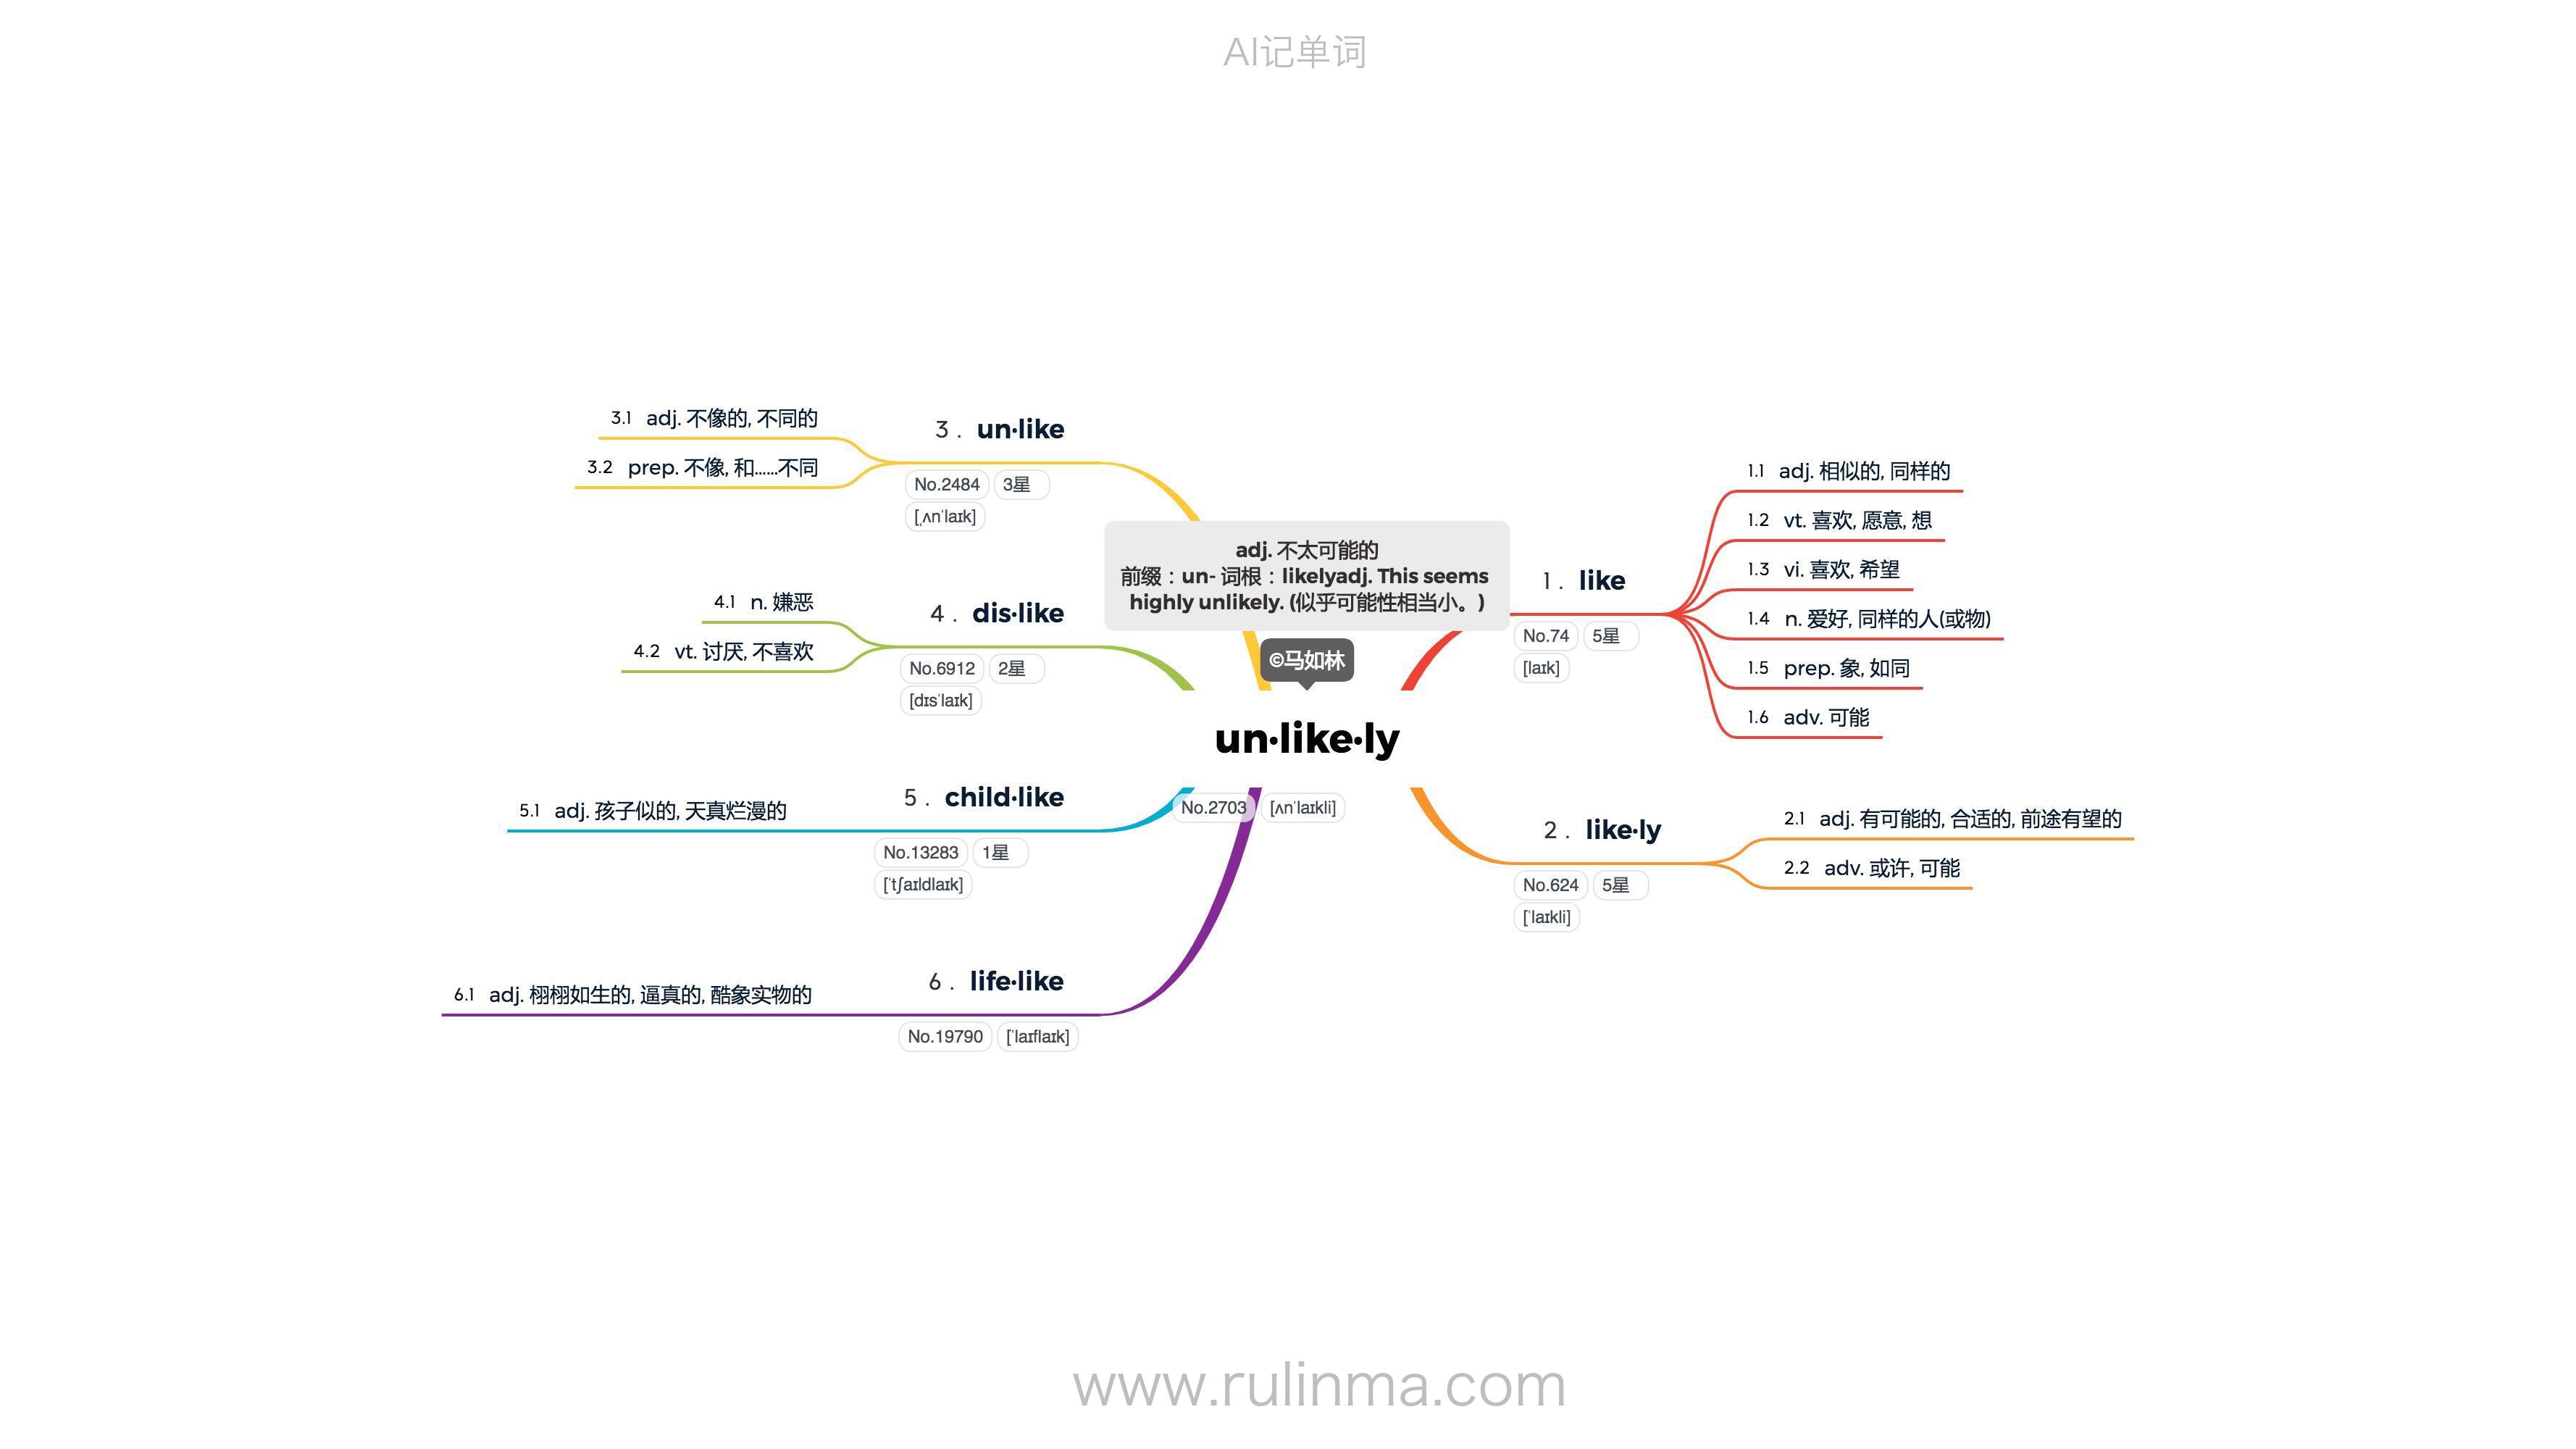 AI记单词
adj. 不太可能的
前缀：un- 词根：likelyadj. This seems
highly unlikely. (似乎可能性相当小。)
©马如林
un·like·ly
No.2703 [ʌnˈlaɪkli]
1. like
No.74 5星
[laɪk]
1.1 adj. 相似的, 同样的
1.2 vt. 喜欢, 愿意, 想
1.3 vi. 喜欢, 希望
1.4 n. 爱好, 同样的人(或物)
1.5 prep. 象, 如同
1.6 adv. 可能
2. like·ly
No.624 5星
[ˈlaɪkli]
2.1 adj. 有可能的, 合适的, 前途有望的
2.2 adv. 或许, 可能
3. un·like
No.2484 3星
[ˌʌnˈlaɪk]
3.1 adj. 不像的, 不同的
3.2 prep. 不像, 和......不同
4. dis·like
No.6912 2星
[dɪsˈlaɪk]
4.1 n. 嫌恶
4.2 vt. 讨厌, 不喜欢
5. child·like
No.13283 1星
[ˈtʃaɪldlaɪk]
5.1 adj. 孩子似的, 天真烂漫的
6. life·like
No.19790 [ˈlaɪflaɪk]
6.1 adj. 栩栩如生的, 逼真的, 酷象实物的
www.rulinma.com